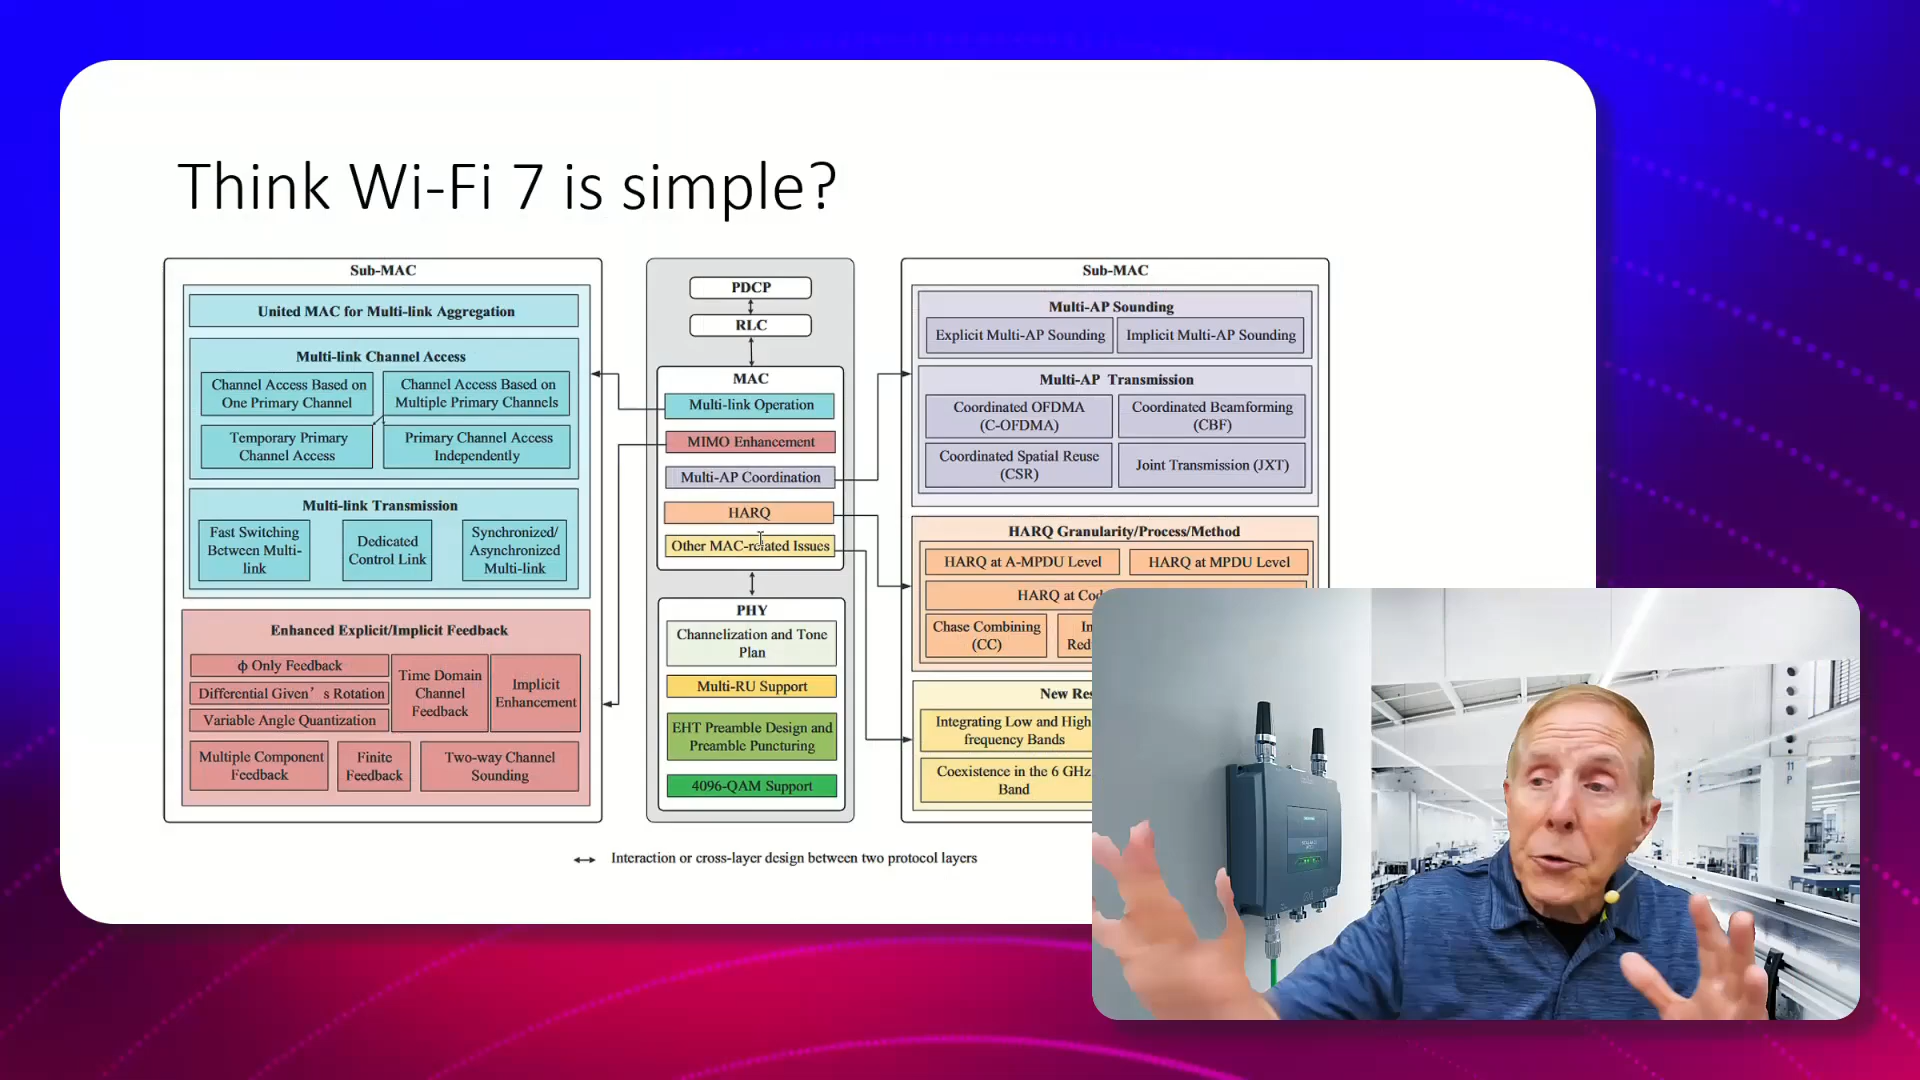 Think Wi-Fi 7 is simple?
Sub-MAC
United MAC for Multi-link Aggregation
Multi-link Channel Access
Channel Access Based on
One Primary Channel
Channel Access Based on
Multiple Primary Channels
Temporary Primary
Channel Access
Primary Channel Access
Independently
Multi-link Transmission
Fast Switching
Between Multi-
link
Dedicated
Control Link
Synchronized/
Asynchronized
Multi-link
Enhanced Explicit/Implicit Feedback
ϕ Only Feedback
Differential Given’s Rotation
Variable Angle Quantization
Time Domain
Channel
Feedback
Implicit
Enhancement
Multiple Component
Feedback
Finite
Feedback
Two-way Channel
Sounding
PDCP
RLC
MAC
Multi-link Operation
MIMO Enhancement
Multi-AP Coordination
HARQ
Other MAC-related Issues
PHY
Channelization and Tone
Plan
Multi-RU Support
EHT Preamble Design and
Preamble Puncturing
4096-QAM Support
Sub-MAC
Multi-AP Sounding
Explicit Multi-AP Sounding
Implicit Multi-AP Sounding
Multi-AP Transmission
Coordinated OFDMA
(C-OFDMA)
Coordinated Beamforming
(CBF)
Coordinated Spatial Reuse
(CSR)
Joint Transmission (JXT)
HARQ Granularity/Process/Method
HARQ at A-MPDU Level
HARQ at MPDU Level
HARQ at Cod
Chase Combining
(CC)
In
Red
New Res
Integrating Low and High
frequency Bands
Coexistence in the 6 GHz
Band
Interaction or cross-layer design between two protocol layers
11
P